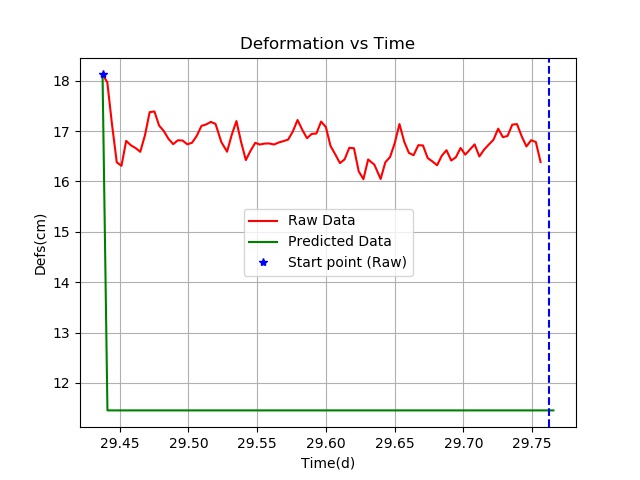 Deformation vs Time
Defs(cm)
18
17
16
15
14
13
12
Raw Data
Predicted Data
Start point (Raw)
29.45 29.50 29.55 29.60 29.65 29.70 29.75
Time(d)